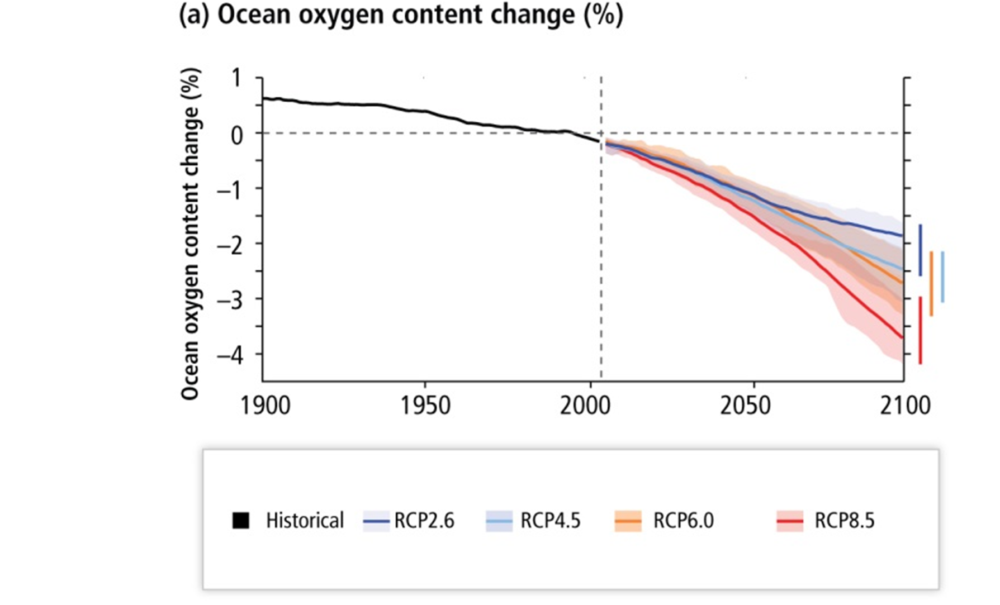 (a) Ocean oxygen content change (%)
Ocean oxygen content change (%)
1
0
−1
−2
−3
−4
1900 1950 2000 2050 2100
Historical RCP2.6 RCP4.5 RCP6.0 RCP8.5